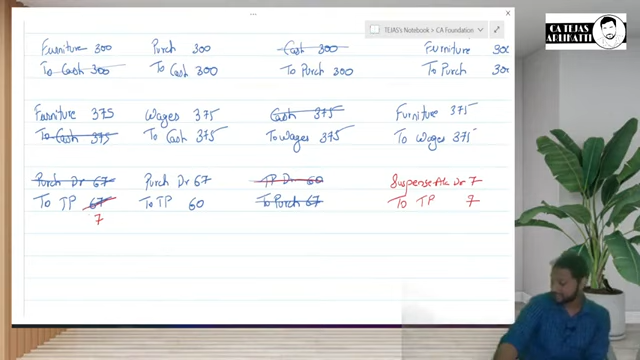 TEJAS's Notebook > CA Foundation
CA TEJAS
ARLIKATTI
Furniture 300 Purch 300 Cash 300 Furniture 300
To Cash 300 To Cash 300 To Purch 300 To Purch 300
Furniture 375 Wages 375 Cash 375 Furniture 375
To Cash 375 To Cash 375 To Wages 375 To Wages 375
Purch Dr 67 Purch Dr 67 TP Dr 60 Suspense A/c Dr 7
To TP 67 To TP 60 To Purch 67 To TP 7
7